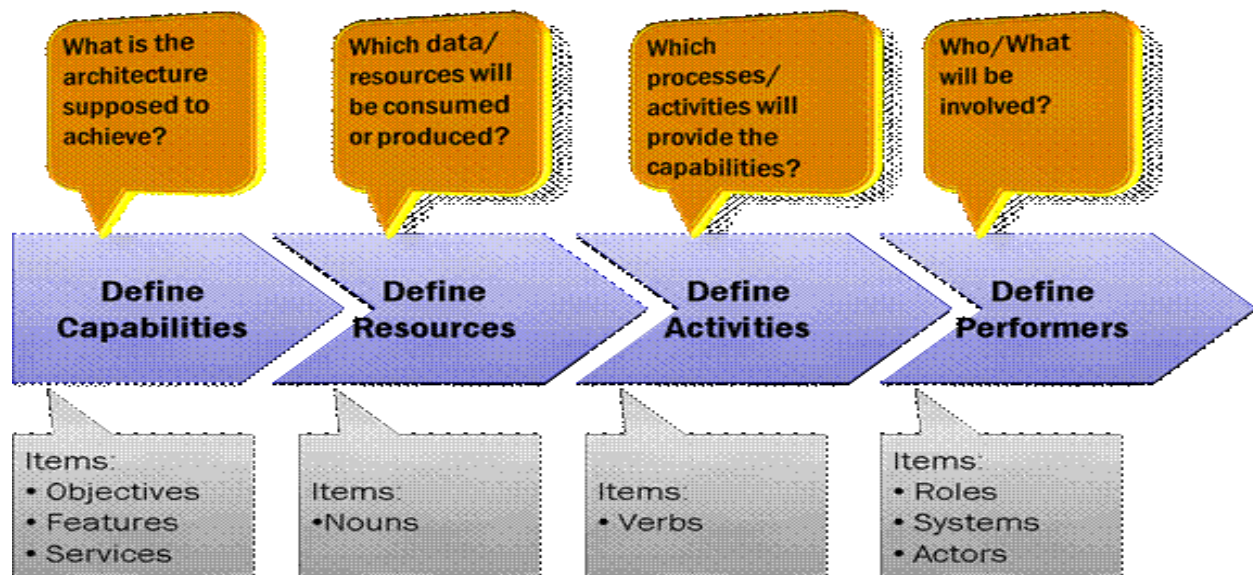 What is the
architecture
supposed to
achieve?
Which data/
resources will
be consumed
or produced?
Which
processes/
activities will
provide the
capabilities?
Who/What
will be
involved?
Define
Capabilities
Define
Resources
Define
Activities
Define
Performers
Items:
• Objectives
• Features
• Services
Items:
•Nouns
Items:
• Verbs
Items:
• Roles
• Systems
• Actors